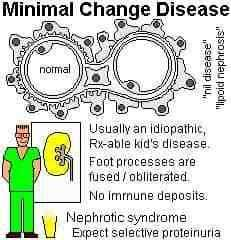 Minimal Change Disease
normal
"nil disease"
"lipoid nephrosis"
Usually an idiopathic,
Rx-able kid's disease.
Foot processes are
fused / obliterated.
No immune deposits.
Nephrotic syndrome
Expect selective proteinuria